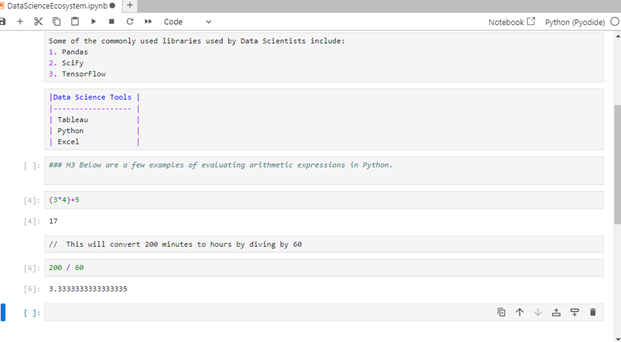 DataScienceEcosystem.ipynb
Code
Notebook
Python (Pyodide)
Some of the commonly used libraries used by Data Scientists include:
1. Pandas
2. SciFy
3. TensorFlow
|Data Science Tools |
|------------------ |
| Tableau |
| Python |
| Excel |
[ ]: ### H3 Below are a few examples of evaluating arithmetic expressions in Python.
[4]: (3*4)+5
[4]: 17
// This will convert 200 minutes to hours by diving by 60
[6]: 200 / 60
[6]: 3.3333333333333335
[ ]: